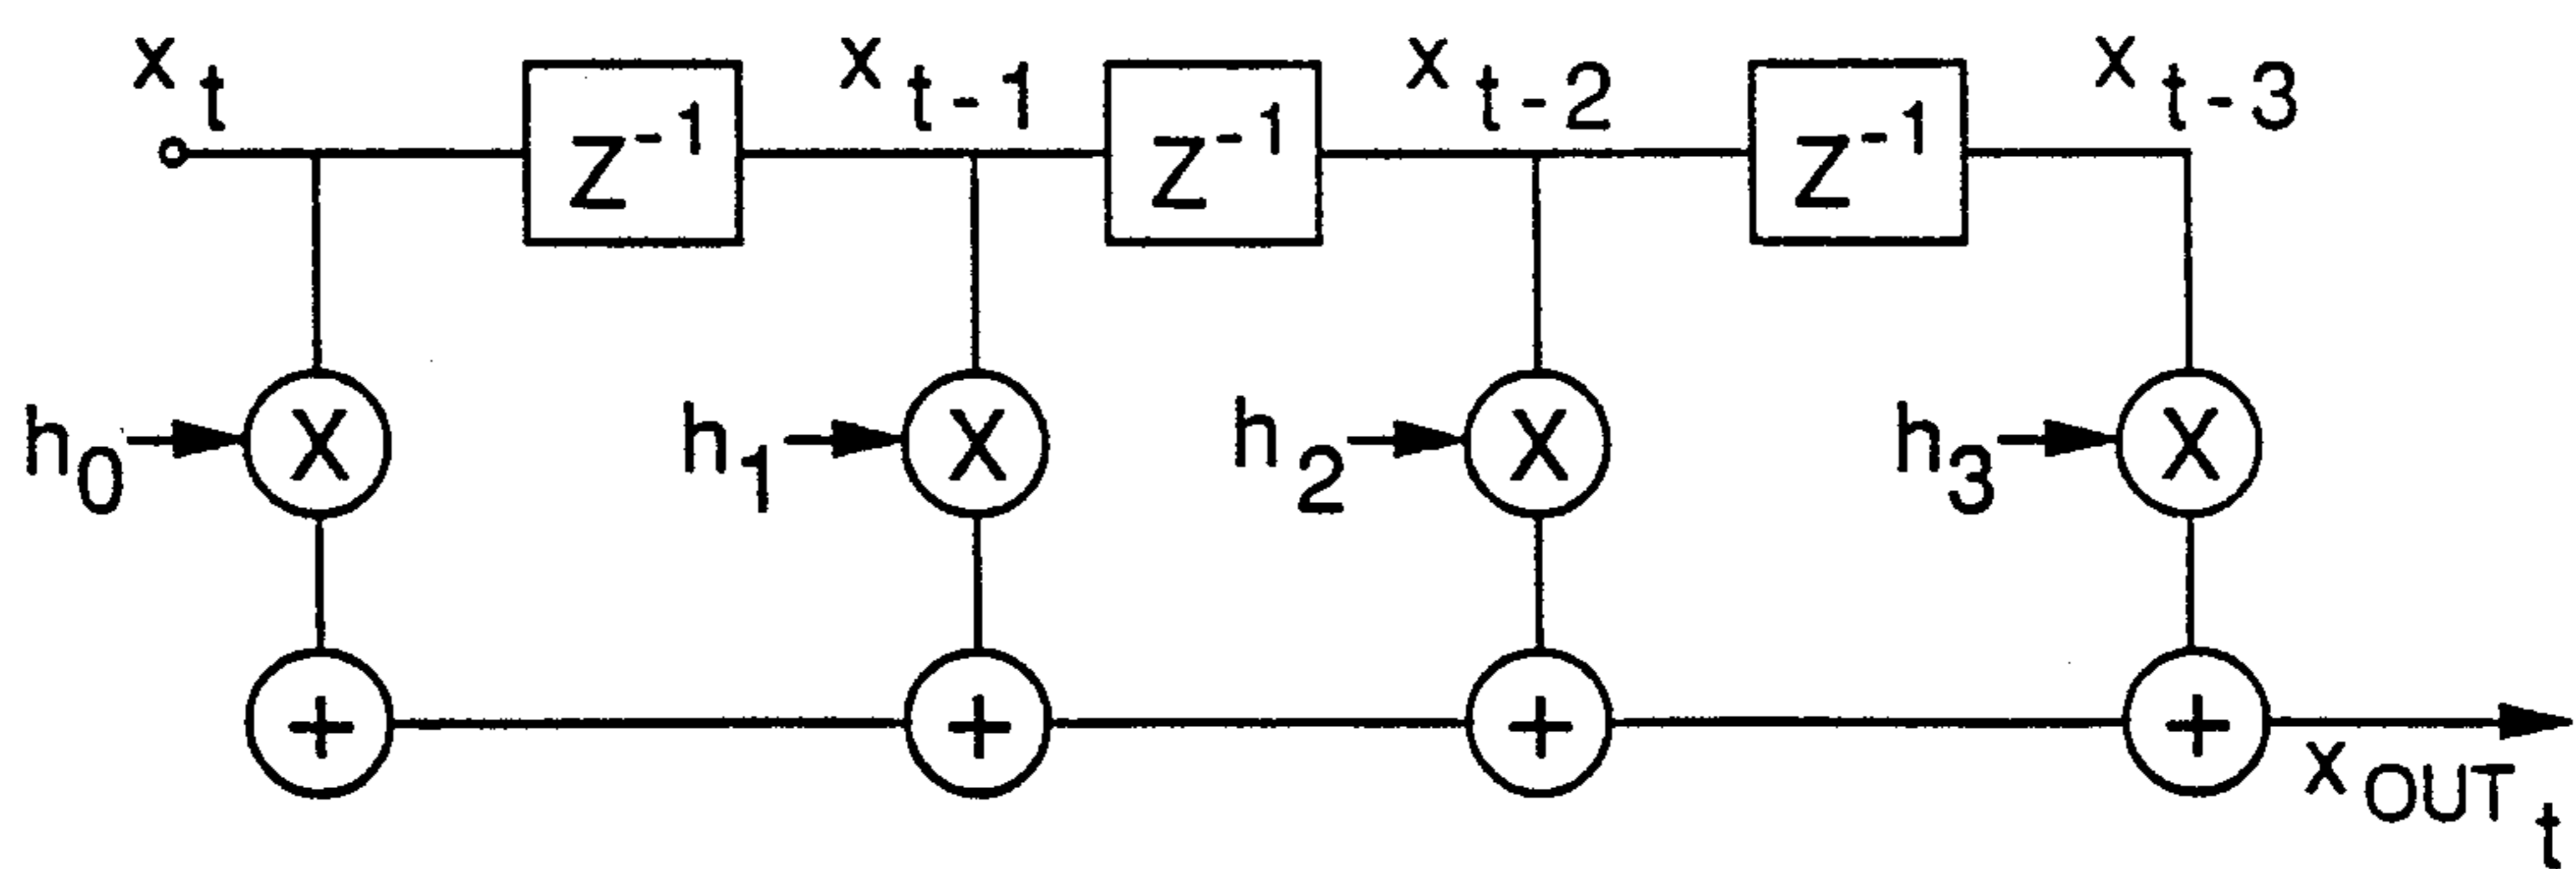 x t x t-1 x t-2 x t-3
Z-1 Z-1 Z-1
h0 X h1 X h2 X h3 X
+ + + +
x OUT t